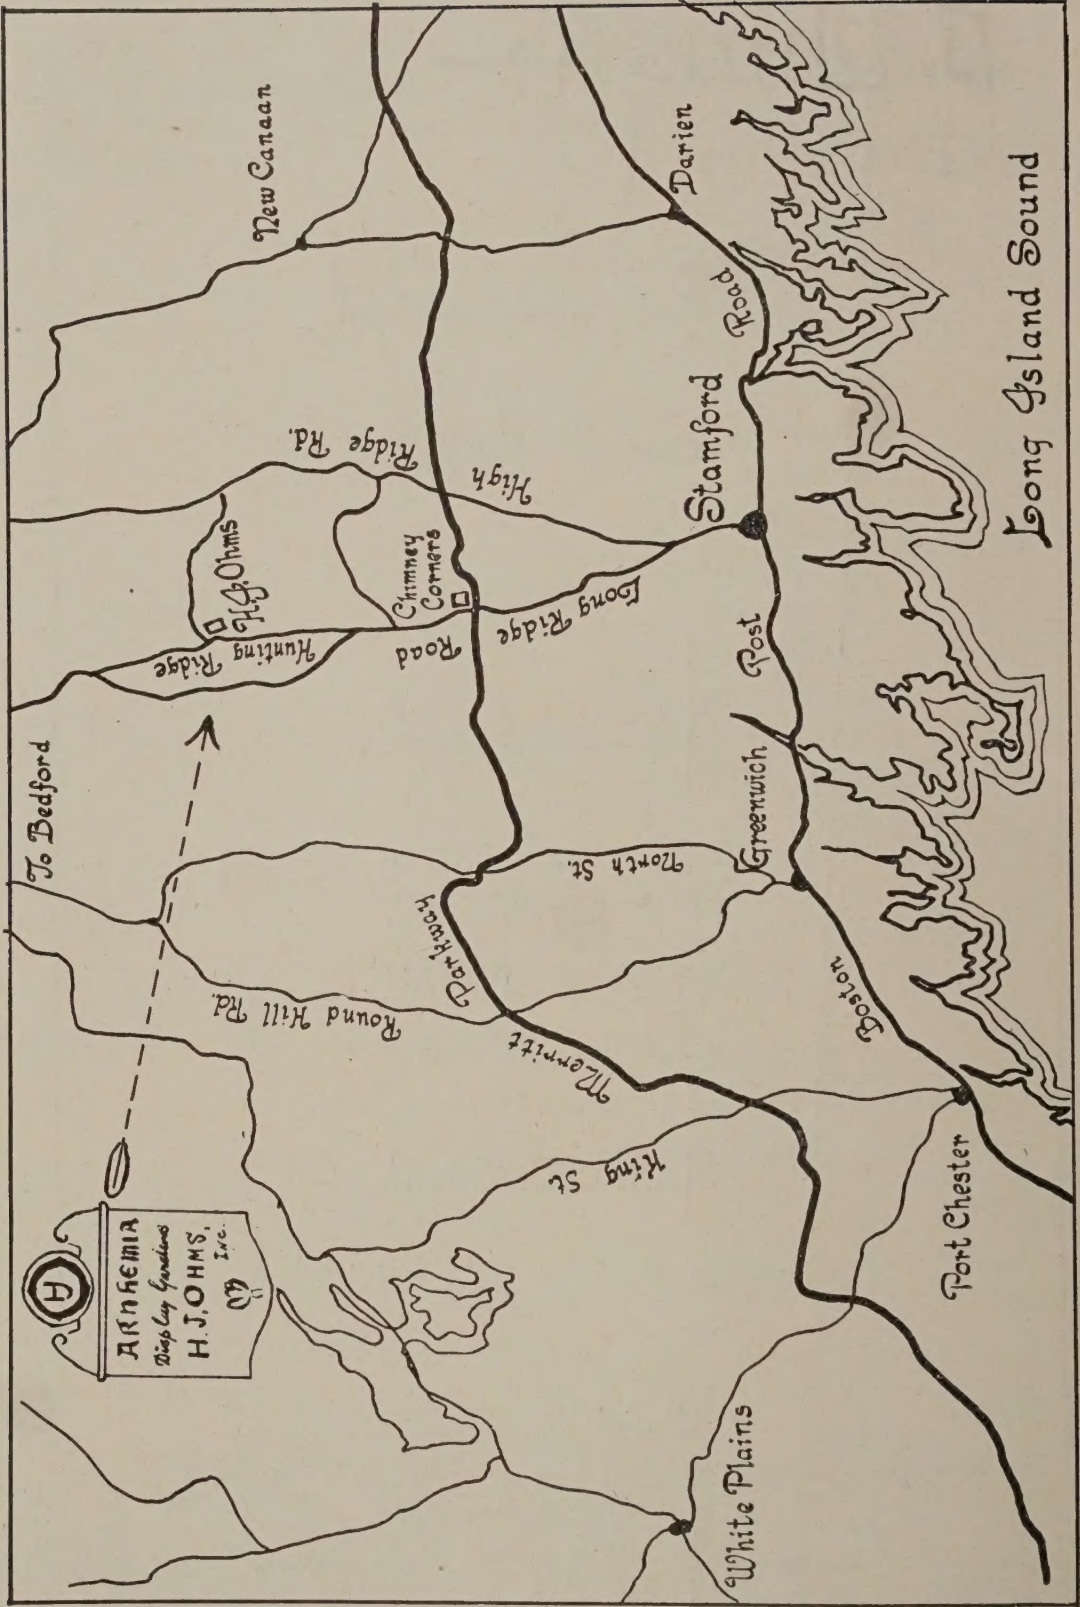 A
ARNHEMIA
Display Gardens
H.J. OHMS,
INC.
To Bedford
New Canaan
Hunting
Ridge
H.J. Ohms
High
Ridge
Rd.
Chimney
Corners
Long
Ridge
Road
Round Hill Rd.
Merritt
Parkway
North St.
King St.
White Plains
Port Chester
Boston
Post
Road
Greenwich
Stamford
Darien
Long Island Sound